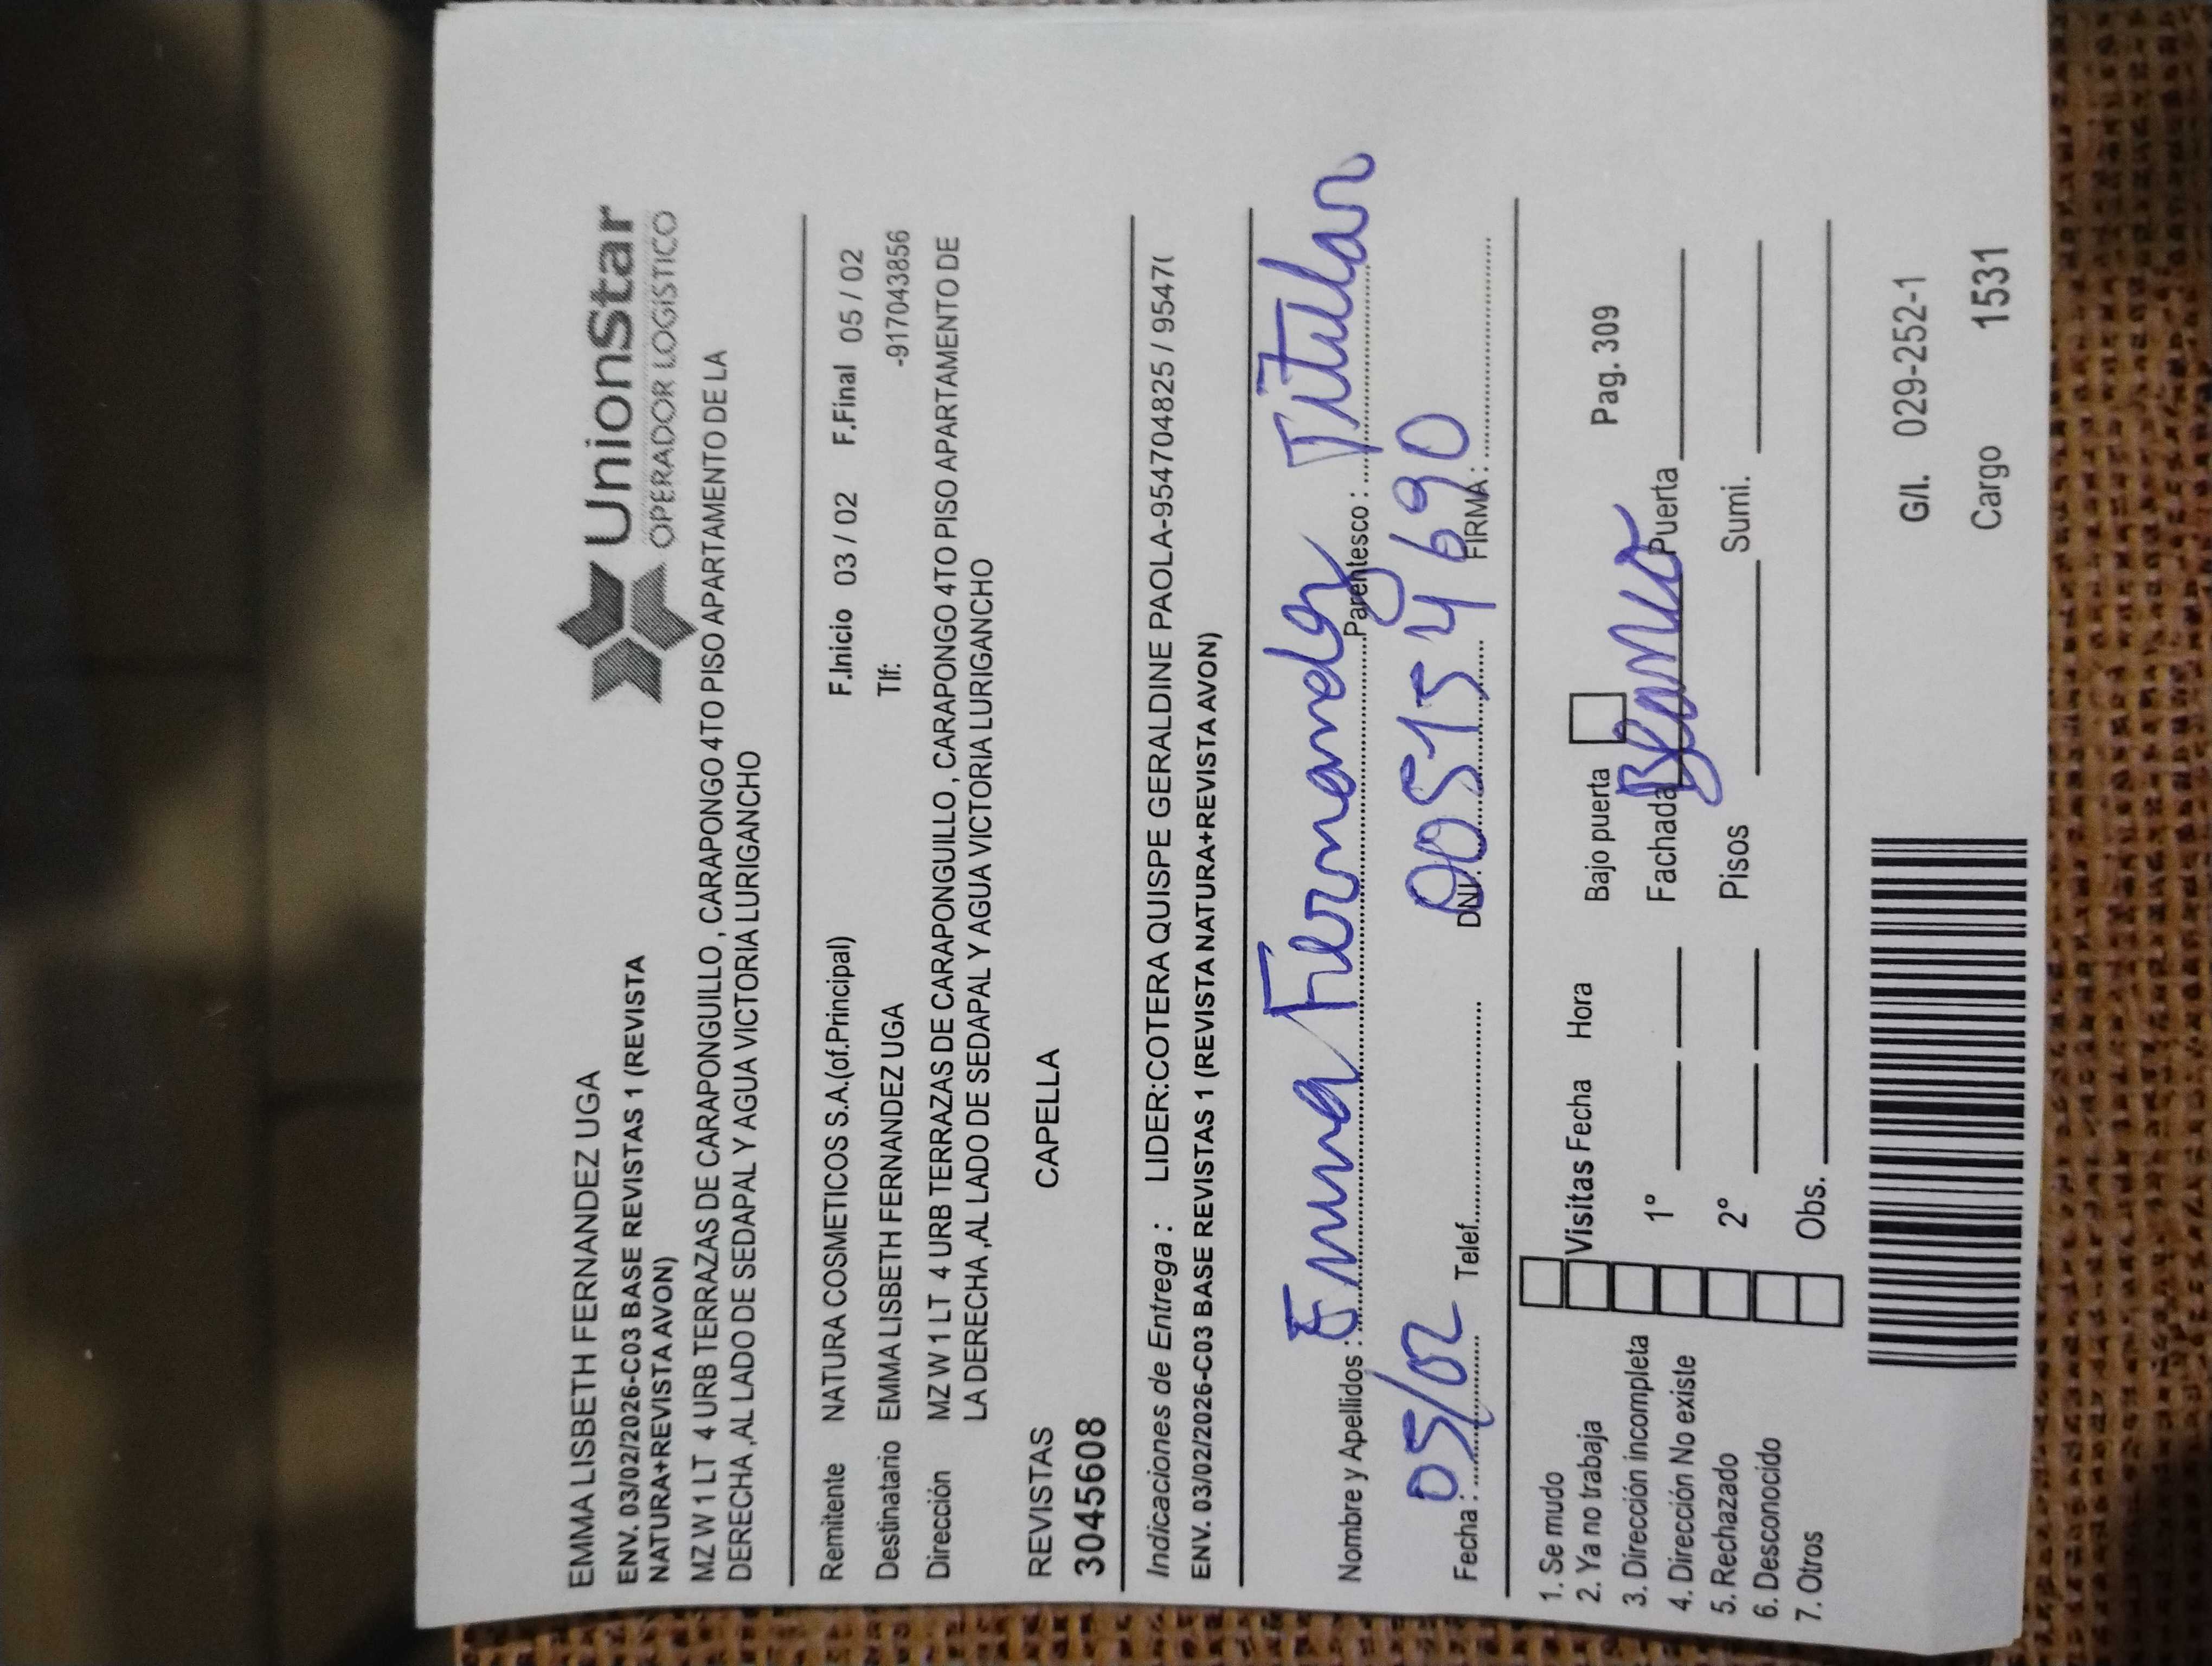 UnionStar
OPERADOR LOGISTICO
EMMA LISBETH FERNANDEZ UGA
ENV. 03/02/2026-C03 BASE REVISTAS 1 (REVISTA
NATURA+REVISTA AVON)
MZ W 1 LT 4 URB TERRAZAS DE CARAPONGUILLO , CARAPONGO 4TO PISO APARTAMENTO DE LA
DERECHA ,AL LADO DE SEDAPAL Y AGUA VICTORIA LURIGANCHO
Remitente NATURA COSMETICOS S.A.(of.Principal) F.Inicio 03 / 02 F.Final 05 / 02
Destinatario EMMA LISBETH FERNANDEZ UGA Tlf: -917043856
Dirección MZ W 1 LT 4 URB TERRAZAS DE CARAPONGUILLO , CARAPONGO 4TO PISO APARTAMENTO DE
LA DERECHA ,AL LADO DE SEDAPAL Y AGUA VICTORIA LURIGANCHO
REVISTAS CAPELLA
3045608
Indicaciones de Entrega : LIDER:COTERA QUISPE GERALDINE PAOLA-954704825 / 9547(
ENV. 03/02/2026-C03 BASE REVISTAS 1 (REVISTA NATURA+REVISTA AVON)
Nombre y Apellidos : Emma Fernandez Parentesco : Titular
Fecha : 05/02 Telef. DNI: 005154690 FIRMA :
1. Se mudo
2. Ya no trabaja
3. Dirección incompleta
4. Dirección No existe
5. Rechazado
6. Desconocido
7. Otros
Visitas Fecha Hora
1°
2°
Obs.
Bajo puerta Pag. 309
Fachada Puerta
Pisos Sumi.
G/I. 029-252-1
Cargo 1531